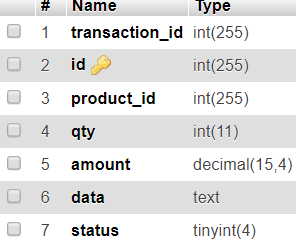 # Name Type
1 transaction_id int(255)
2 id int(255)
3 product_id int(255)
4 qty int(11)
5 amount decimal(15,4)
6 data text
7 status tinyint(4)